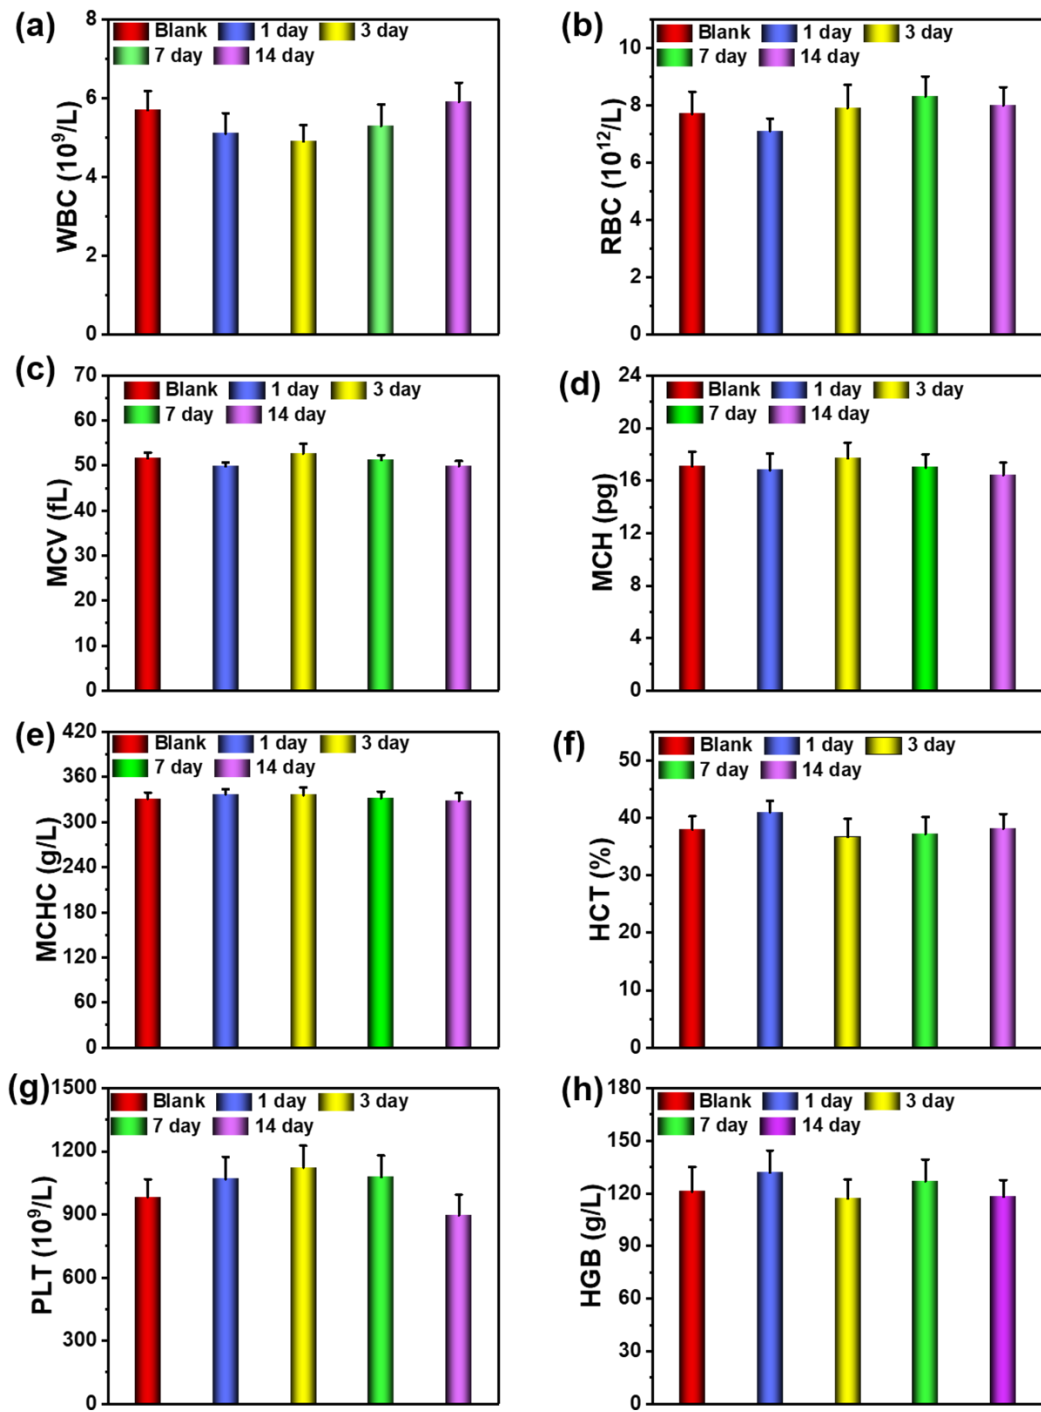 (a)
8
Blank 1 day 3 day
7 day 14 day
6
4
2
0
WBC (10⁹/L)
(b)
10
Blank 1 day 3 day
7 day 14 day
8
6
4
2
0
RBC (10¹²/L)
(c)
70
Blank 1 day 3 day
7 day 14 day
60
50
40
30
20
10
0
MCV (fL)
(d)
24
Blank 1 day 3 day
7 day 14 day
20
16
12
8
4
0
MCH (pg)
(e)
420
Blank 1 day 3 day
7 day 14 day
360
300
240
180
120
60
0
MCHC (g/L)
(f)
50
Blank 1 day 3 day
7 day 14 day
40
30
20
10
0
HCT (%)
(g)
1500
Blank 1 day 3 day
7 day 14 day
1200
900
600
300
0
PLT (10⁹/L)
(h)
180
Blank 1 day 3 day
7 day 14 day
150
120
90
60
30
0
HGB (g/L)